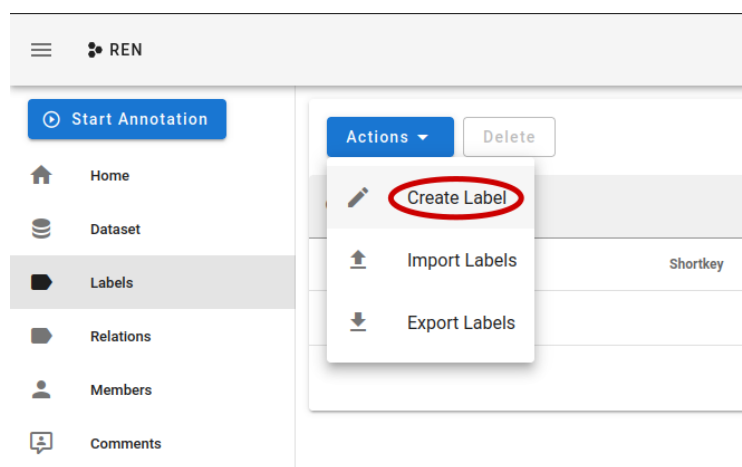 REN
Start Annotation
Home
Dataset
Labels
Relations
Members
Comments
Actions
Delete
Create Label
Import Labels
Export Labels
Shortkey